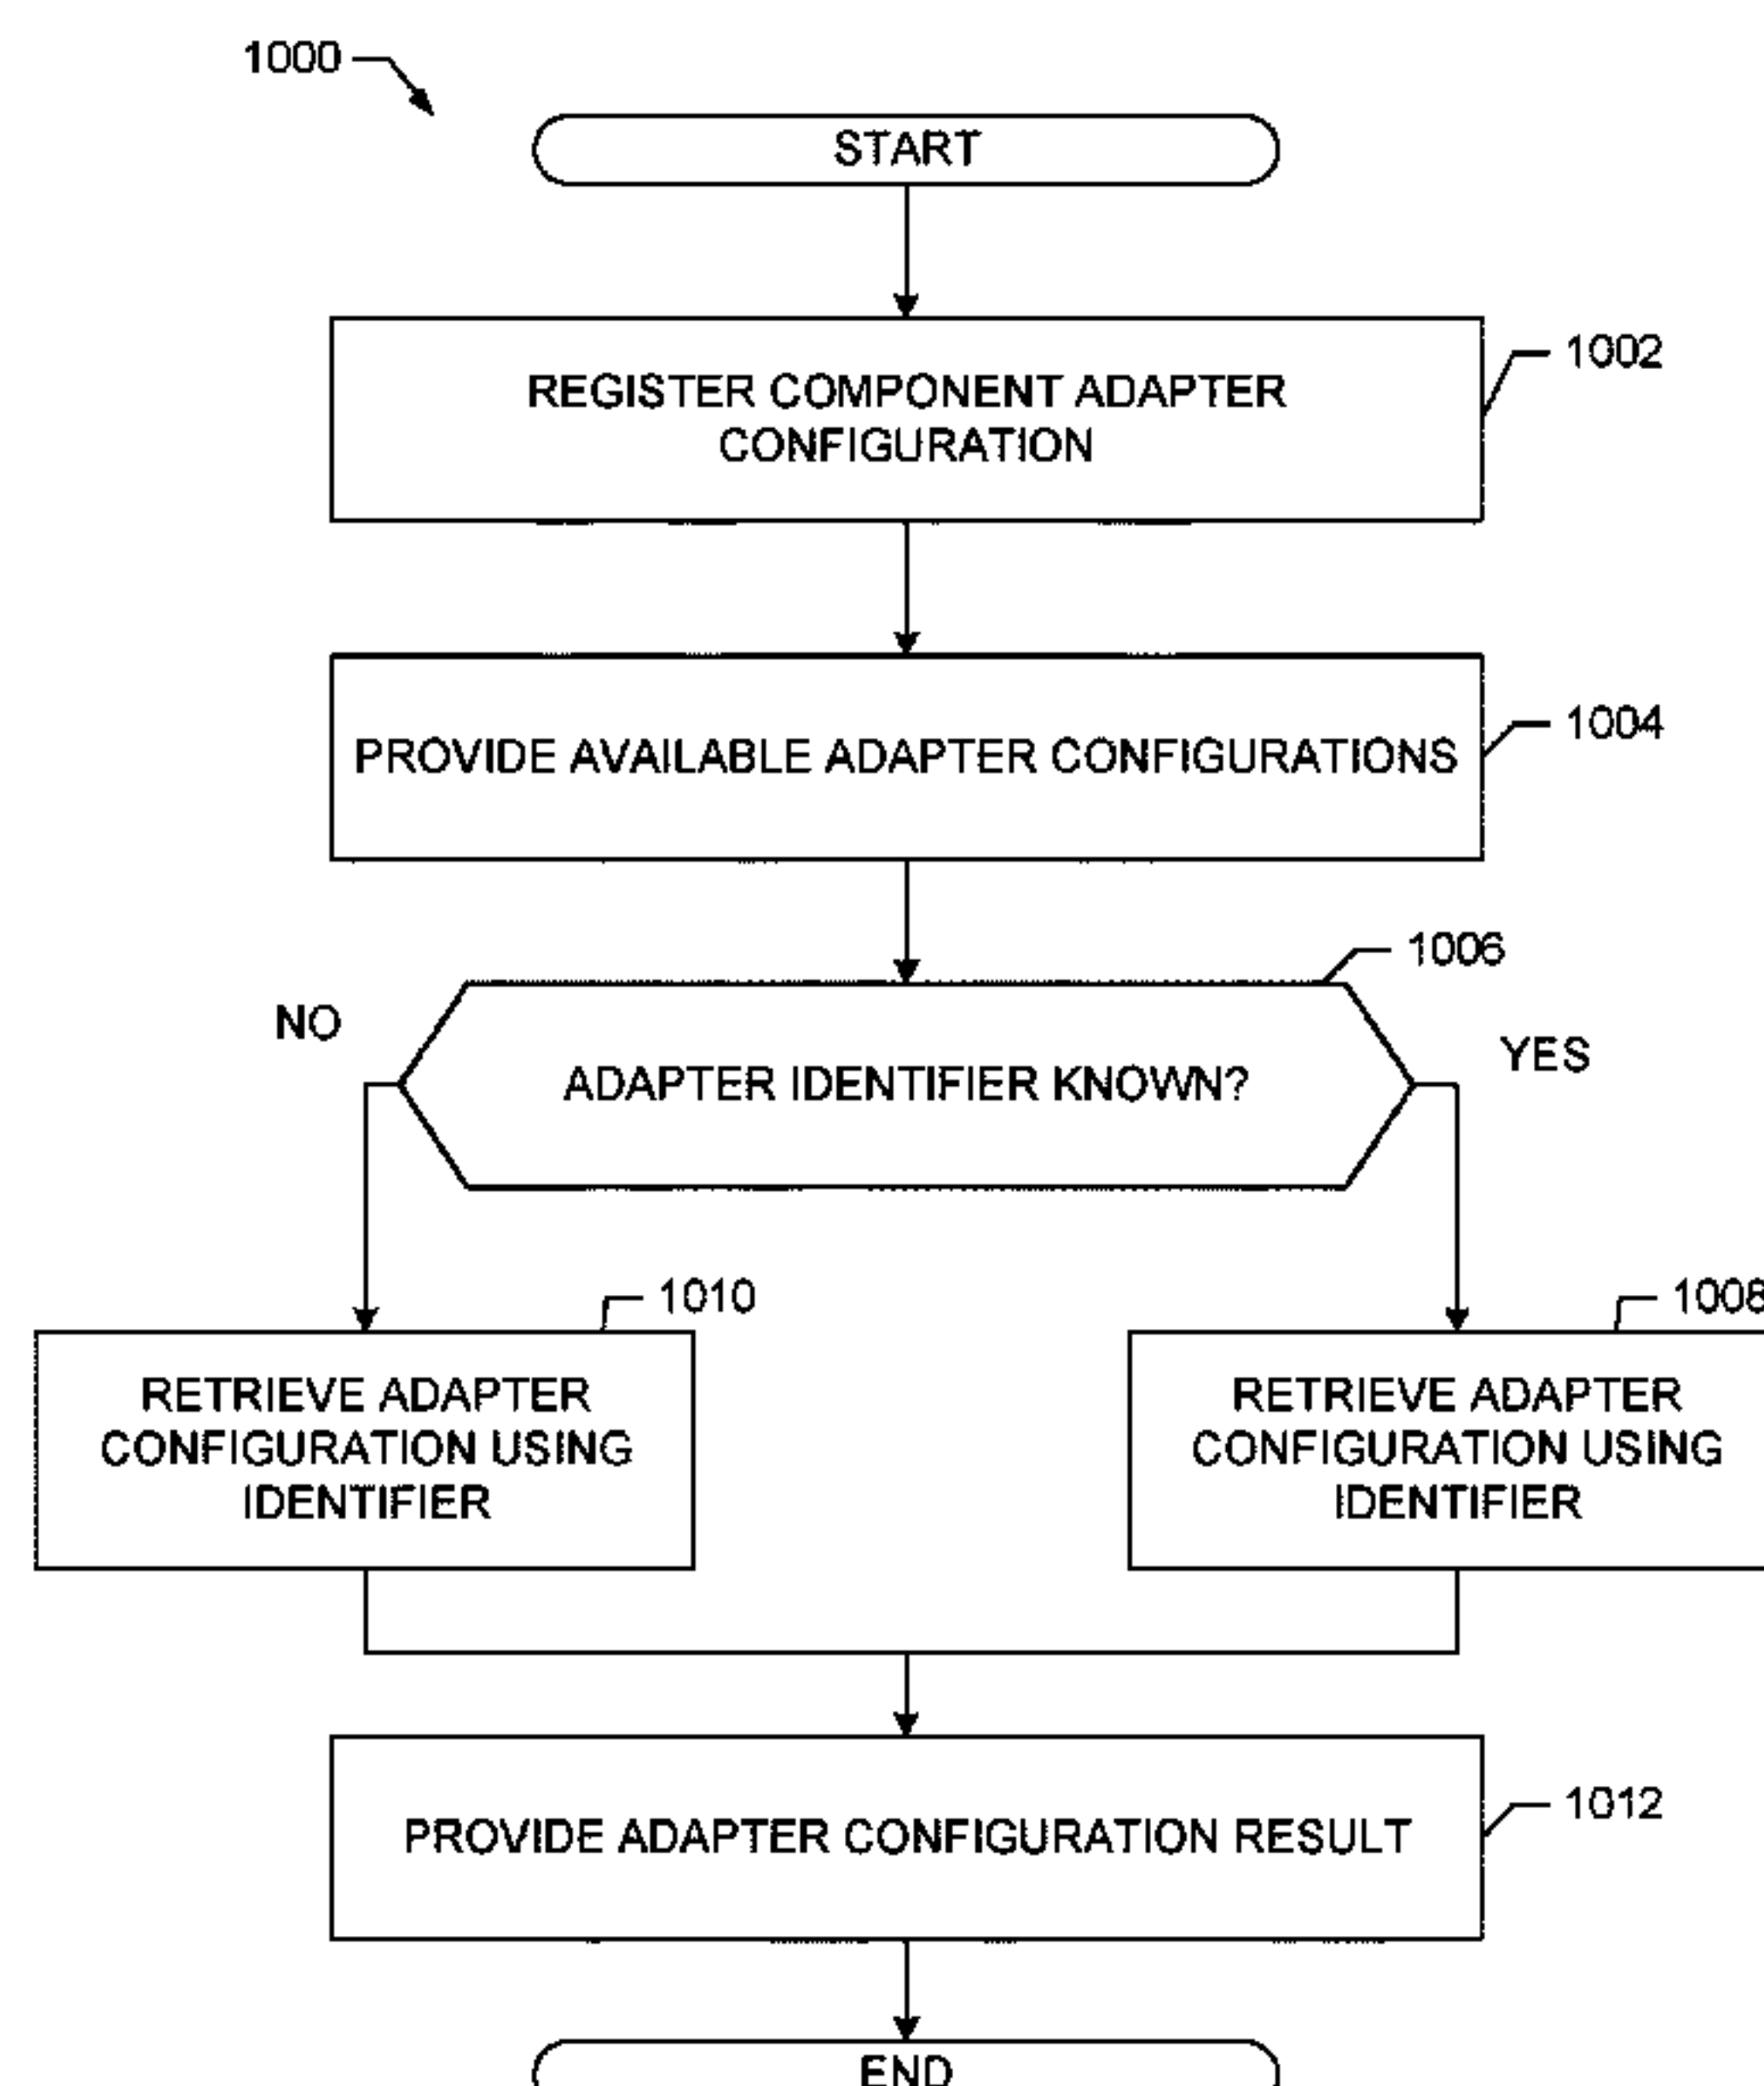 1000
START
1002
REGISTER COMPONENT ADAPTER
CONFIGURATION
1004
PROVIDE AVAILABLE ADAPTER CONFIGURATIONS
1006
NO
YES
ADAPTER IDENTIFIER KNOWN?
1010
1008
RETRIEVE ADAPTER
CONFIGURATION USING
IDENTIFIER
RETRIEVE ADAPTER
CONFIGURATION USING
IDENTIFIER
1012
PROVIDE ADAPTER CONFIGURATION RESULT
END